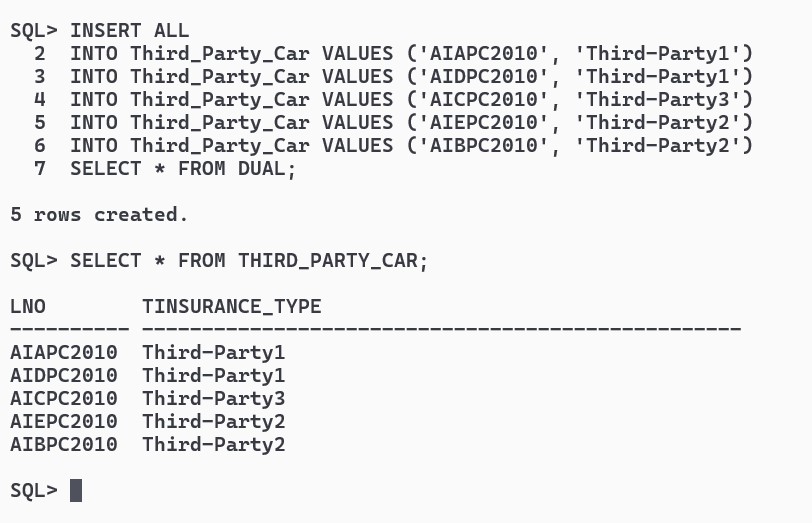 SQL> INSERT ALL
  2  INTO Third_Party_Car VALUES ('AIAPC2010', 'Third-Party1')
  3  INTO Third_Party_Car VALUES ('AIDPC2010', 'Third-Party1')
  4  INTO Third_Party_Car VALUES ('AICPC2010', 'Third-Party3')
  5  INTO Third_Party_Car VALUES ('AIEPC2010', 'Third-Party2')
  6  INTO Third_Party_Car VALUES ('AIBPC2010', 'Third-Party2')
  7  SELECT * FROM DUAL;
5 rows created.
SQL> SELECT * FROM THIRD_PARTY_CAR;
LNO        TINSURANCE_TYPE
---------- --------------------------------------------------
AIAPC2010  Third-Party1
AIDPC2010  Third-Party1
AICPC2010  Third-Party3
AIEPC2010  Third-Party2
AIBPC2010  Third-Party2
SQL>